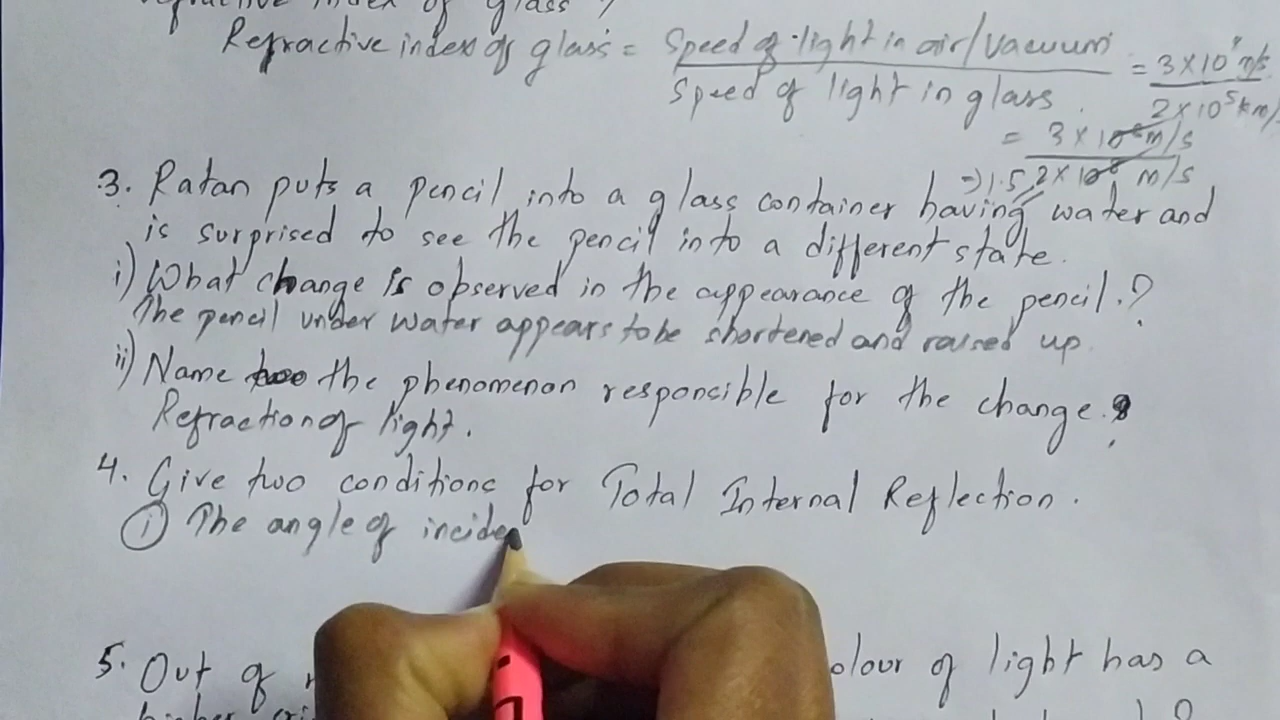 refractive index of glass ?
Refractive index of glass = Speed of light in air/vacuum / Speed of light in glass . = 3 × 10⁸ m/s / 2 × 10⁵ km/
= 3 × 10⁸ m/s / 2 × 10⁸ m/s
⇒ 1.5
3. Ratan puts a pencil into a glass container having water and
is surprised to see the pencil into a different state.
i) What change is observed in the appearance of the pencil.?
The pencil under water appears to be shortened and raised up.
ii) Name the phenomenon responsible for the change.?
Refraction of light.
4. Give two conditions for Total Internal Reflection.
(i) The angle of incide
5. Out of olour of light has a
higher